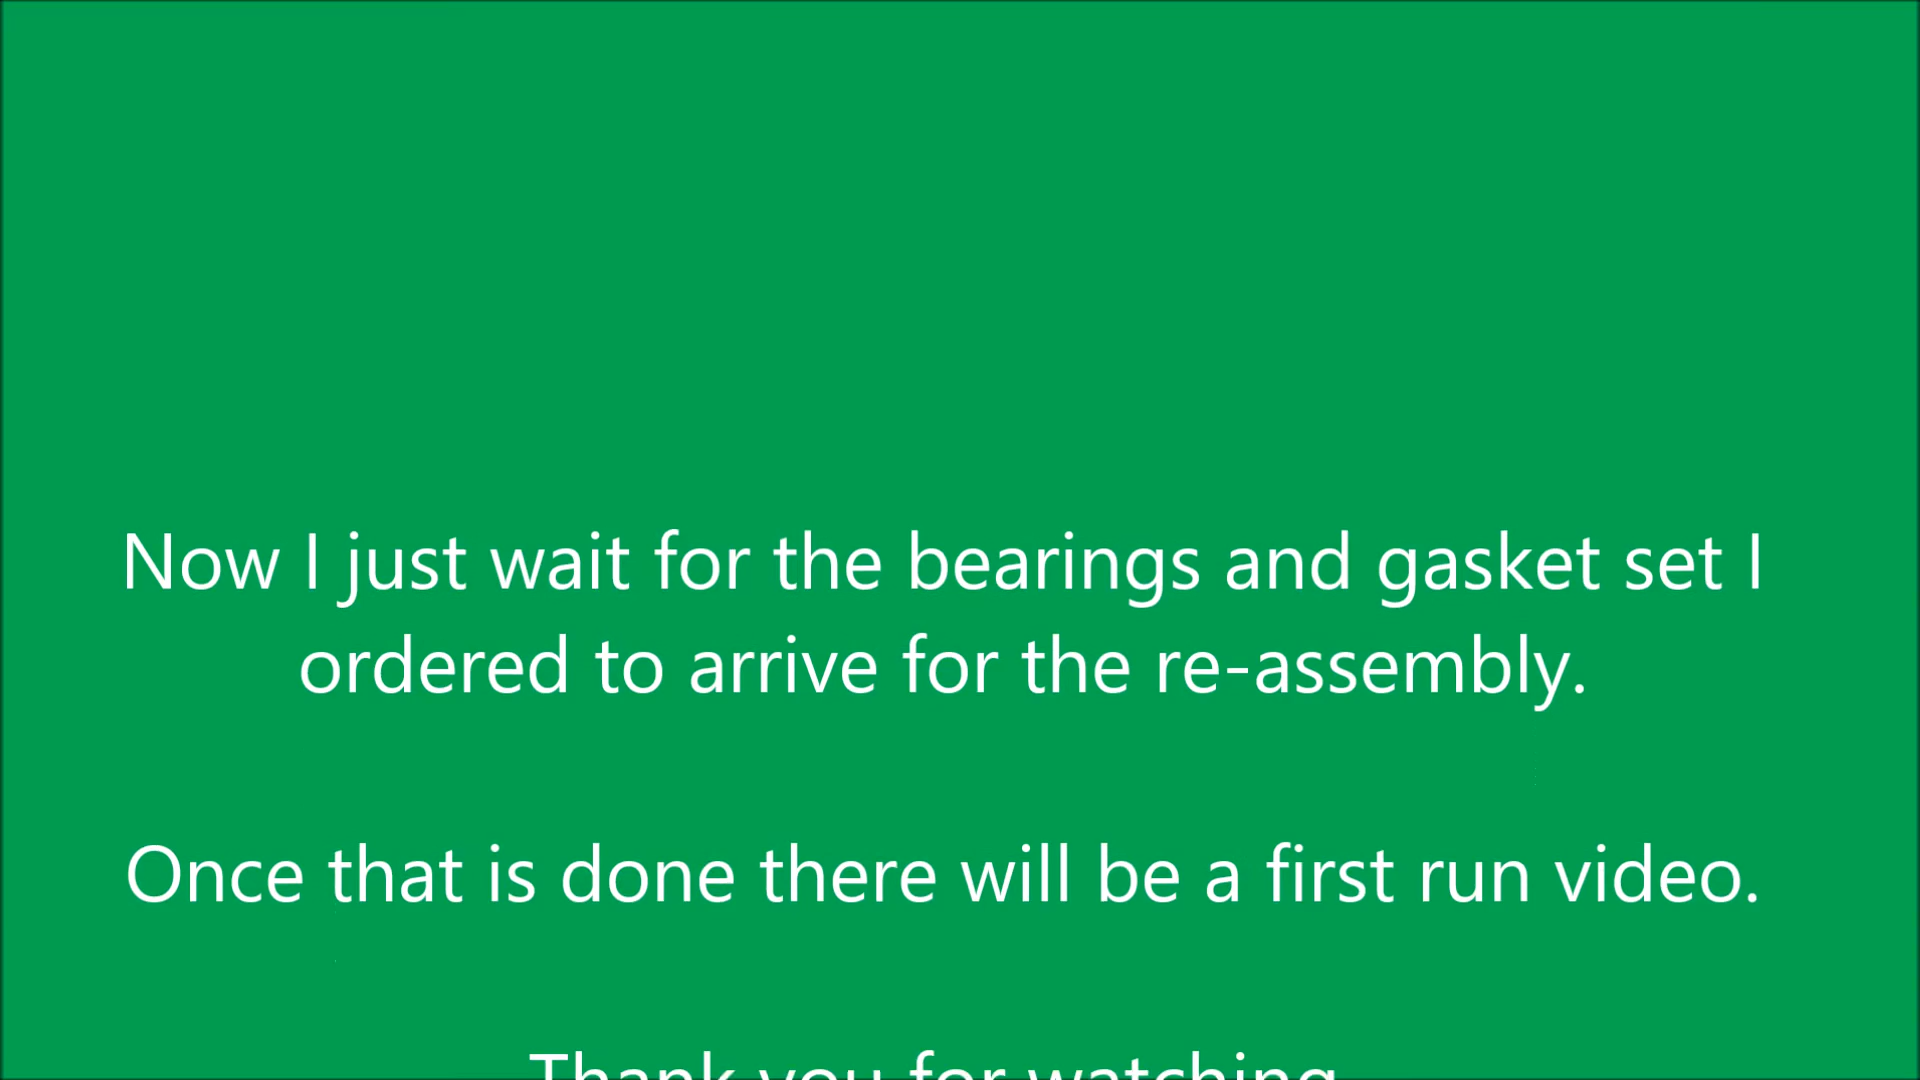 Now I just wait for the bearings and gasket set I
ordered to arrive for the re-assembly.
Once that is done there will be a first run video.
Thank you for watching